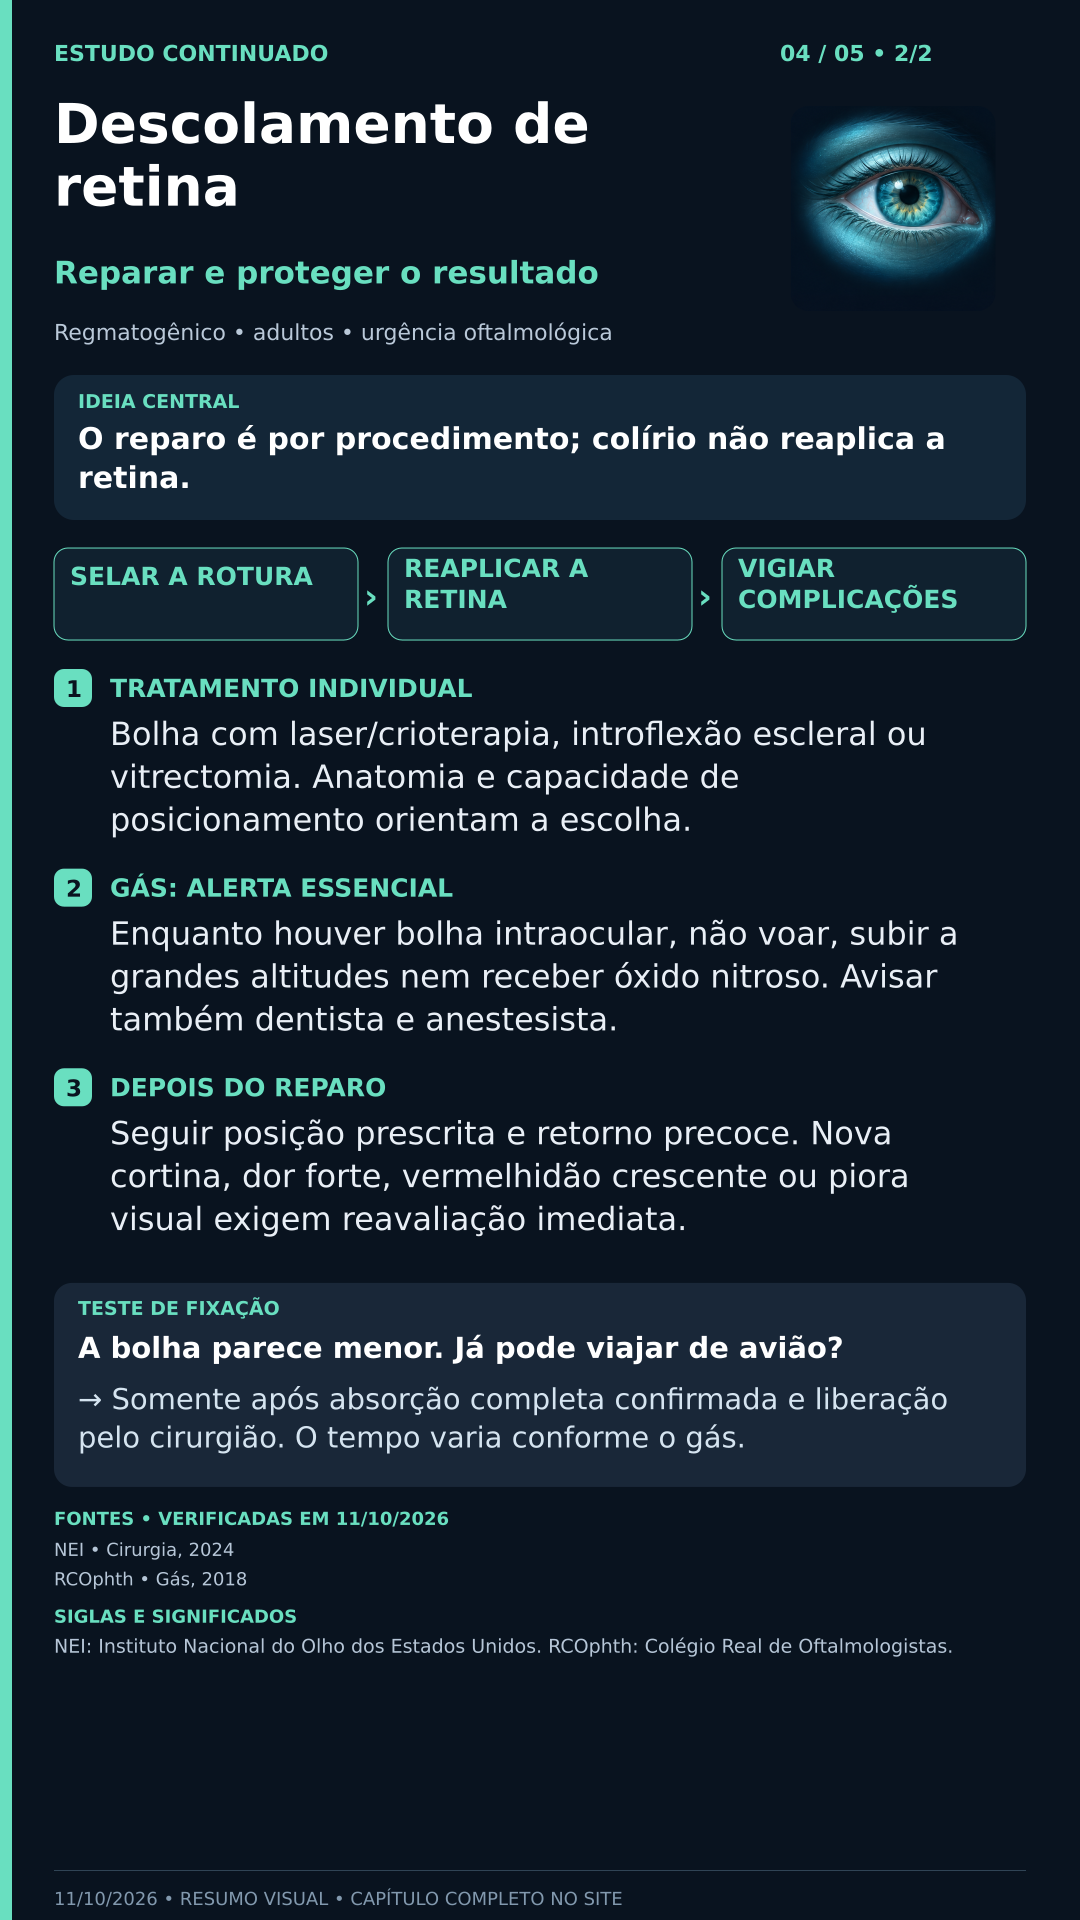 ESTUDO CONTINUADO
04 / 05 • 2/2
Descolamento de
retina
Reparar e proteger o resultado
Regmatogênico • adultos • urgência oftalmológica
IDEIA CENTRAL
O reparo é por procedimento; colírio não reaplica a
retina.
SELAR A ROTURA
›
REAPLICAR A
RETINA
›
VIGIAR
COMPLICAÇÕES
1 TRATAMENTO INDIVIDUAL
Bolha com laser/crioterapia, introflexão escleral ou
vitrectomia. Anatomia e capacidade de
posicionamento orientam a escolha.
2 GÁS: ALERTA ESSENCIAL
Enquanto houver bolha intraocular, não voar, subir a
grandes altitudes nem receber óxido nitroso. Avisar
também dentista e anestesista.
3 DEPOIS DO REPARO
Seguir posição prescrita e retorno precoce. Nova
cortina, dor forte, vermelhidão crescente ou piora
visual exigem reavaliação imediata.
TESTE DE FIXAÇÃO
A bolha parece menor. Já pode viajar de avião?
→ Somente após absorção completa confirmada e liberação
pelo cirurgião. O tempo varia conforme o gás.
FONTES • VERIFICADAS EM 11/10/2026
NEI • Cirurgia, 2024
RCOphth • Gás, 2018
SIGLAS E SIGNIFICADOS
NEI: Instituto Nacional do Olho dos Estados Unidos. RCOphth: Colégio Real de Oftalmologistas.
11/10/2026 • RESUMO VISUAL • CAPÍTULO COMPLETO NO SITE